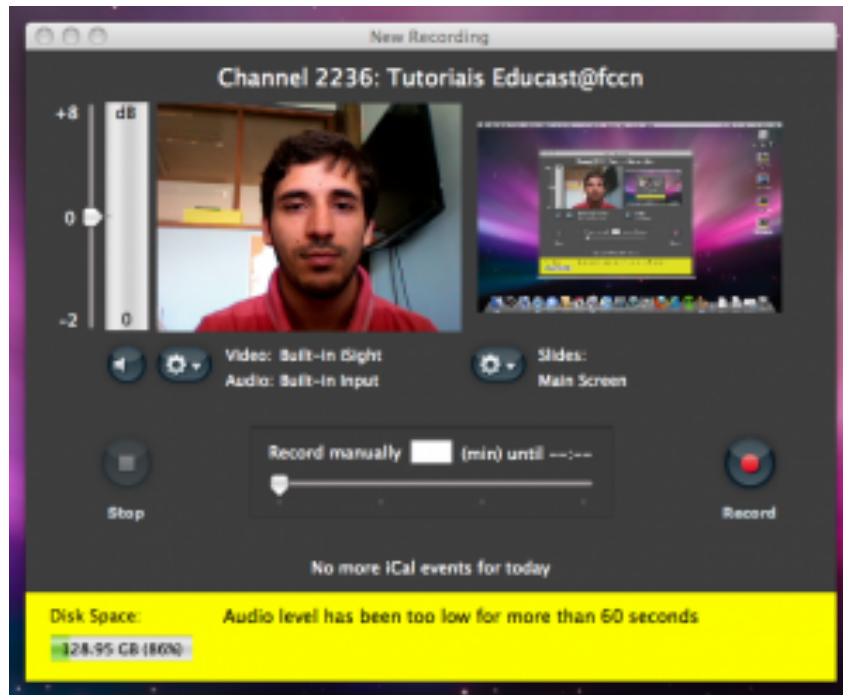 New Recording
Channel 2236: Tutoriais Educast@fccn
+8 dB
0
-2 0
Video: Built-in iSight
Audio: Built-in Input
Slides:
Main Screen
Record manually (min) until --:--
Stop
Record
No more iCal events for today
Disk Space:
Audio level has been too low for more than 60 seconds
128.95 GB (86%)